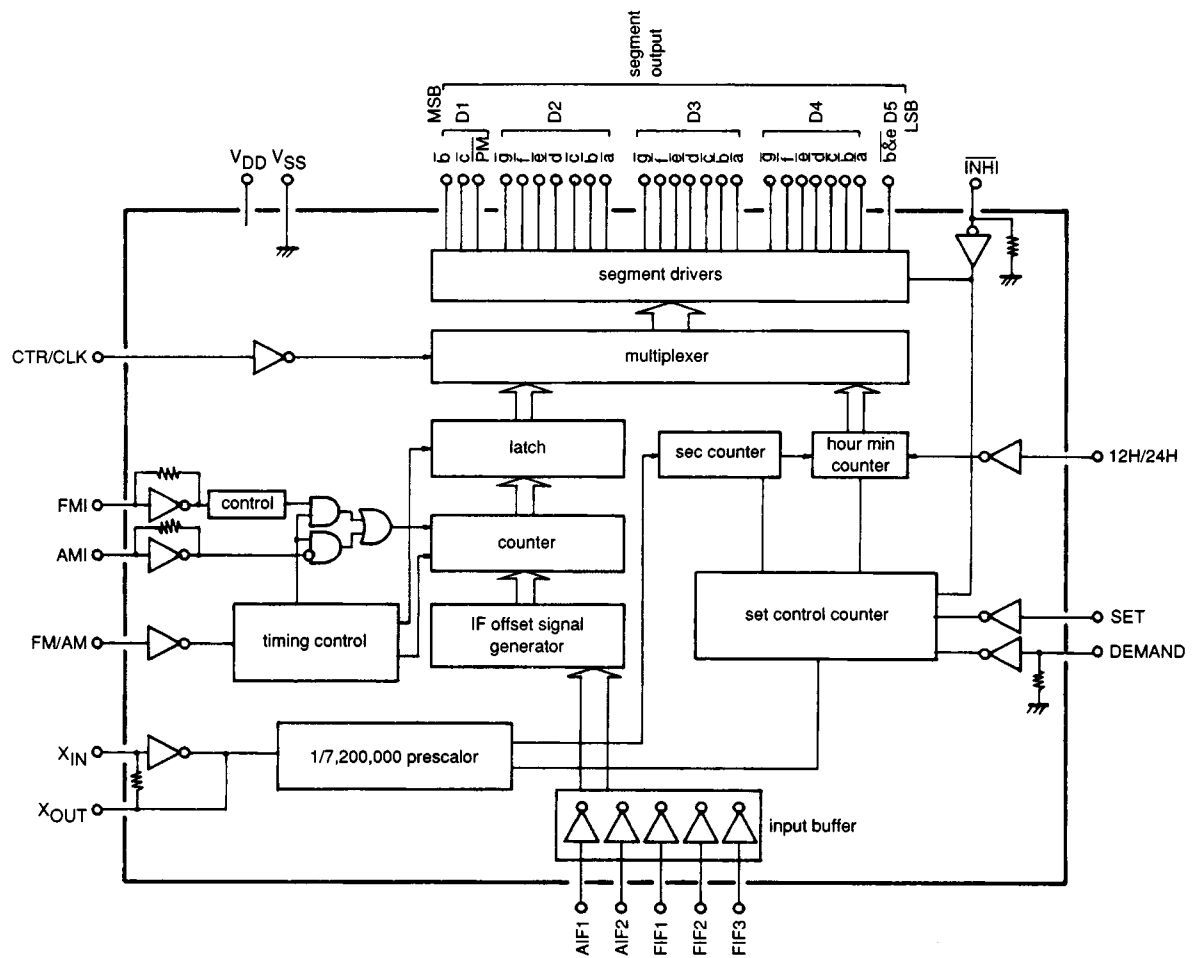 segment
output
MSB
D1
D2
D3
D4
D5
LSB
b̅ c̅ P̅M̅ g̅ f̅ e̅ d̅ c̅ b̅ a̅ g̅ f̅ e̅ d̅ c̅ b̅ a̅ g̅ f̅ e̅ d̅ c̅ b̅ a̅ b̅&̅e̅
VDD VSS
I̅N̅H̅I̅
segment drivers
CTR/CLK
multiplexer
latch
sec counter
hour min
counter
12H/24H
FMI
control
AMI
counter
FM/AM
timing control
IF offset signal
generator
set control counter
SET
DEMAND
XIN
1/7,200,000 prescalor
XOUT
input buffer
AIF1
AIF2
FIF1
FIF2
FIF3